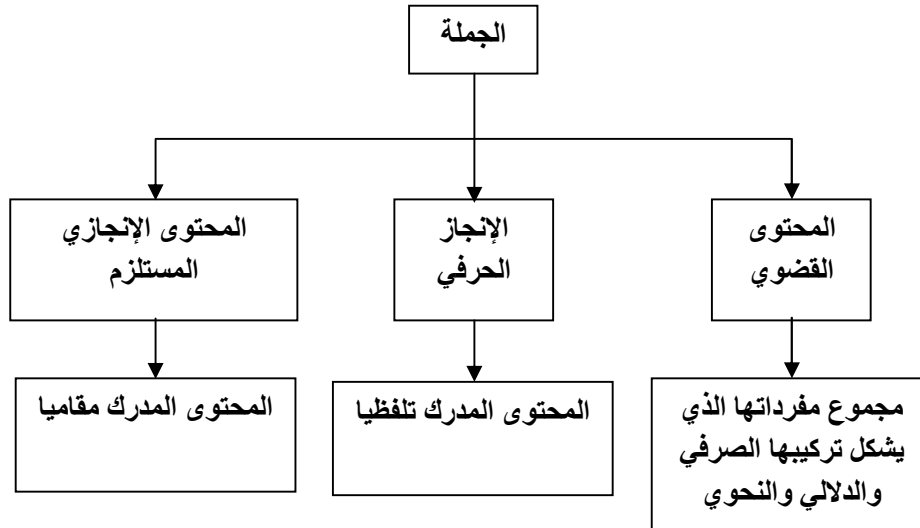 الجملة
المحتوى
القضوي
الإنجاز
الحرفي
المحتوى الإنجازي
المستلزم
مجموع مفرداتها الذي
يشكل تركيبها الصرفي
والدلالي والنحوي
المحتوى المدرك تلفظيا
المحتوى المدرك مقاميا